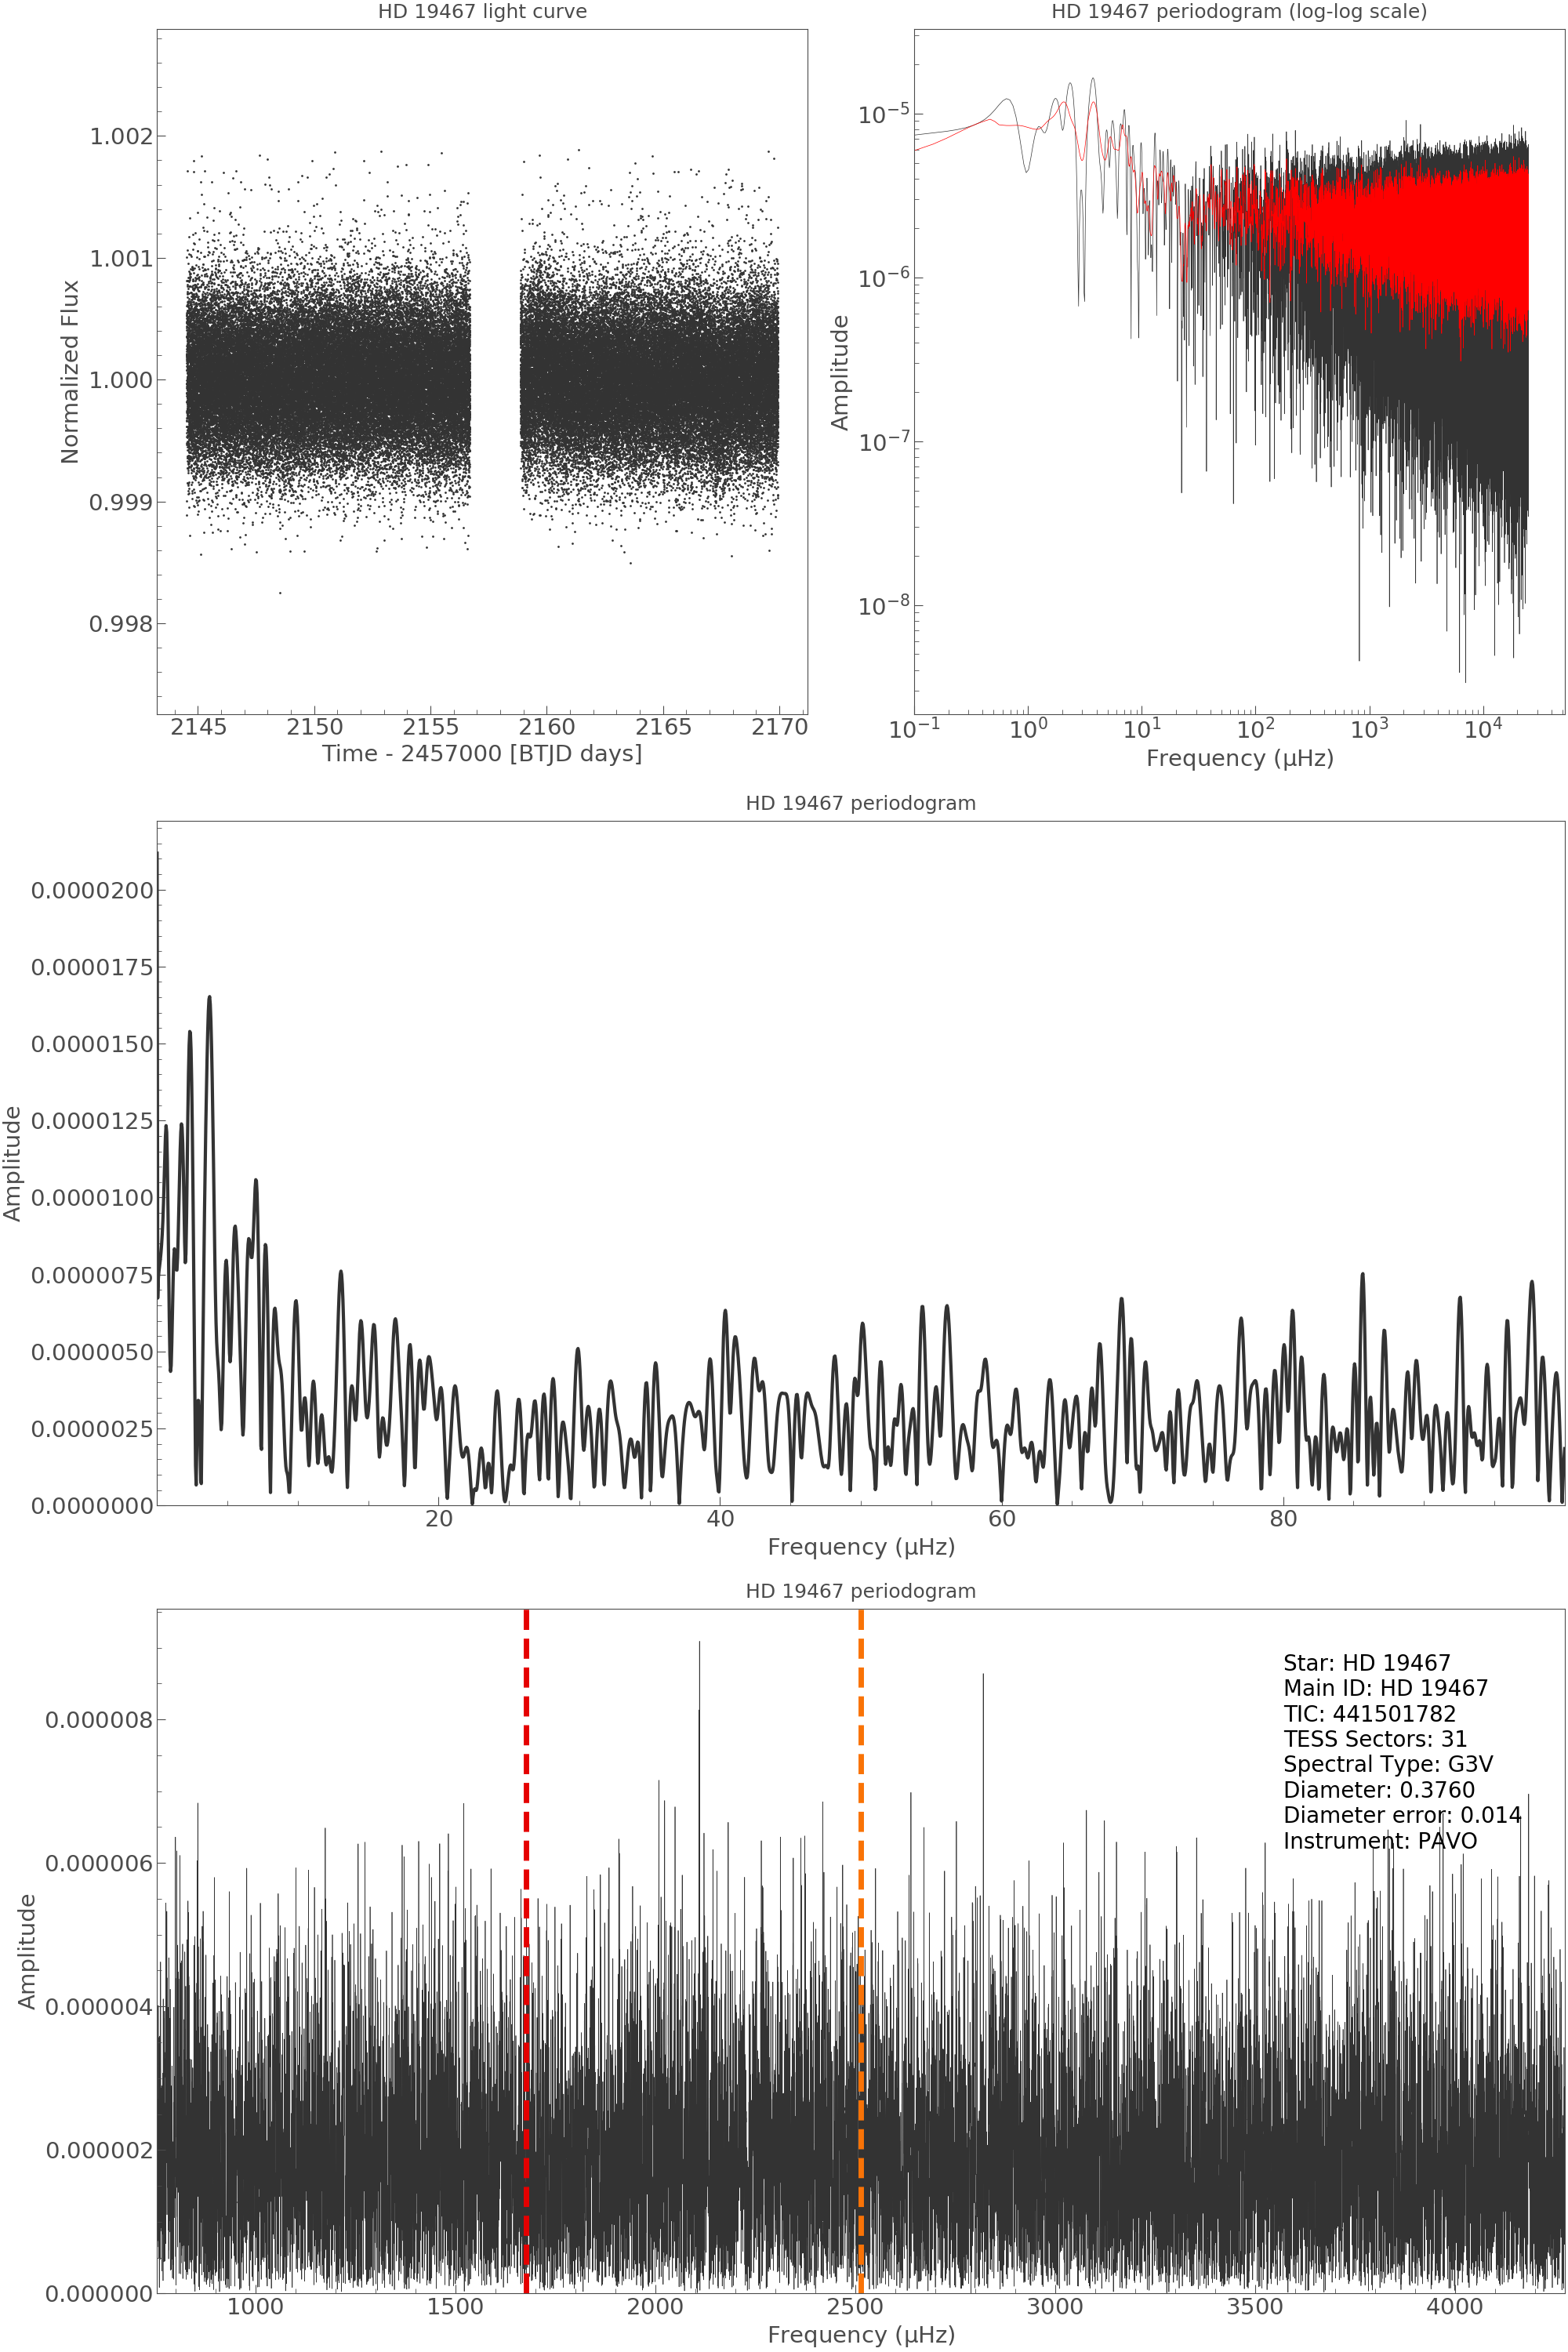 HD 19467 light curve
1.002
1.001
1.000
0.999
0.998
Normalized Flux
2145 2150 2155 2160 2165 2170
Time - 2457000 [BTJD days]
HD 19467 periodogram (log-log scale)
10⁻⁵
10⁻⁶
10⁻⁷
10⁻⁸
Amplitude
10⁻¹ 10⁰ 10¹ 10² 10³ 10⁴
Frequency (µHz)
HD 19467 periodogram
0.0000200
0.0000175
0.0000150
0.0000125
0.0000100
0.0000075
0.0000050
0.0000025
0.0000000
Amplitude
20 40 60 80
Frequency (µHz)
HD 19467 periodogram
0.000008
0.000006
0.000004
0.000002
0.000000
Amplitude
Star: HD 19467
Main ID: HD 19467
TIC: 441501782
TESS Sectors: 31
Spectral Type: G3V
Diameter: 0.3760
Diameter error: 0.014
Instrument: PAVO
1000 1500 2000 2500 3000 3500 4000
Frequency (µHz)